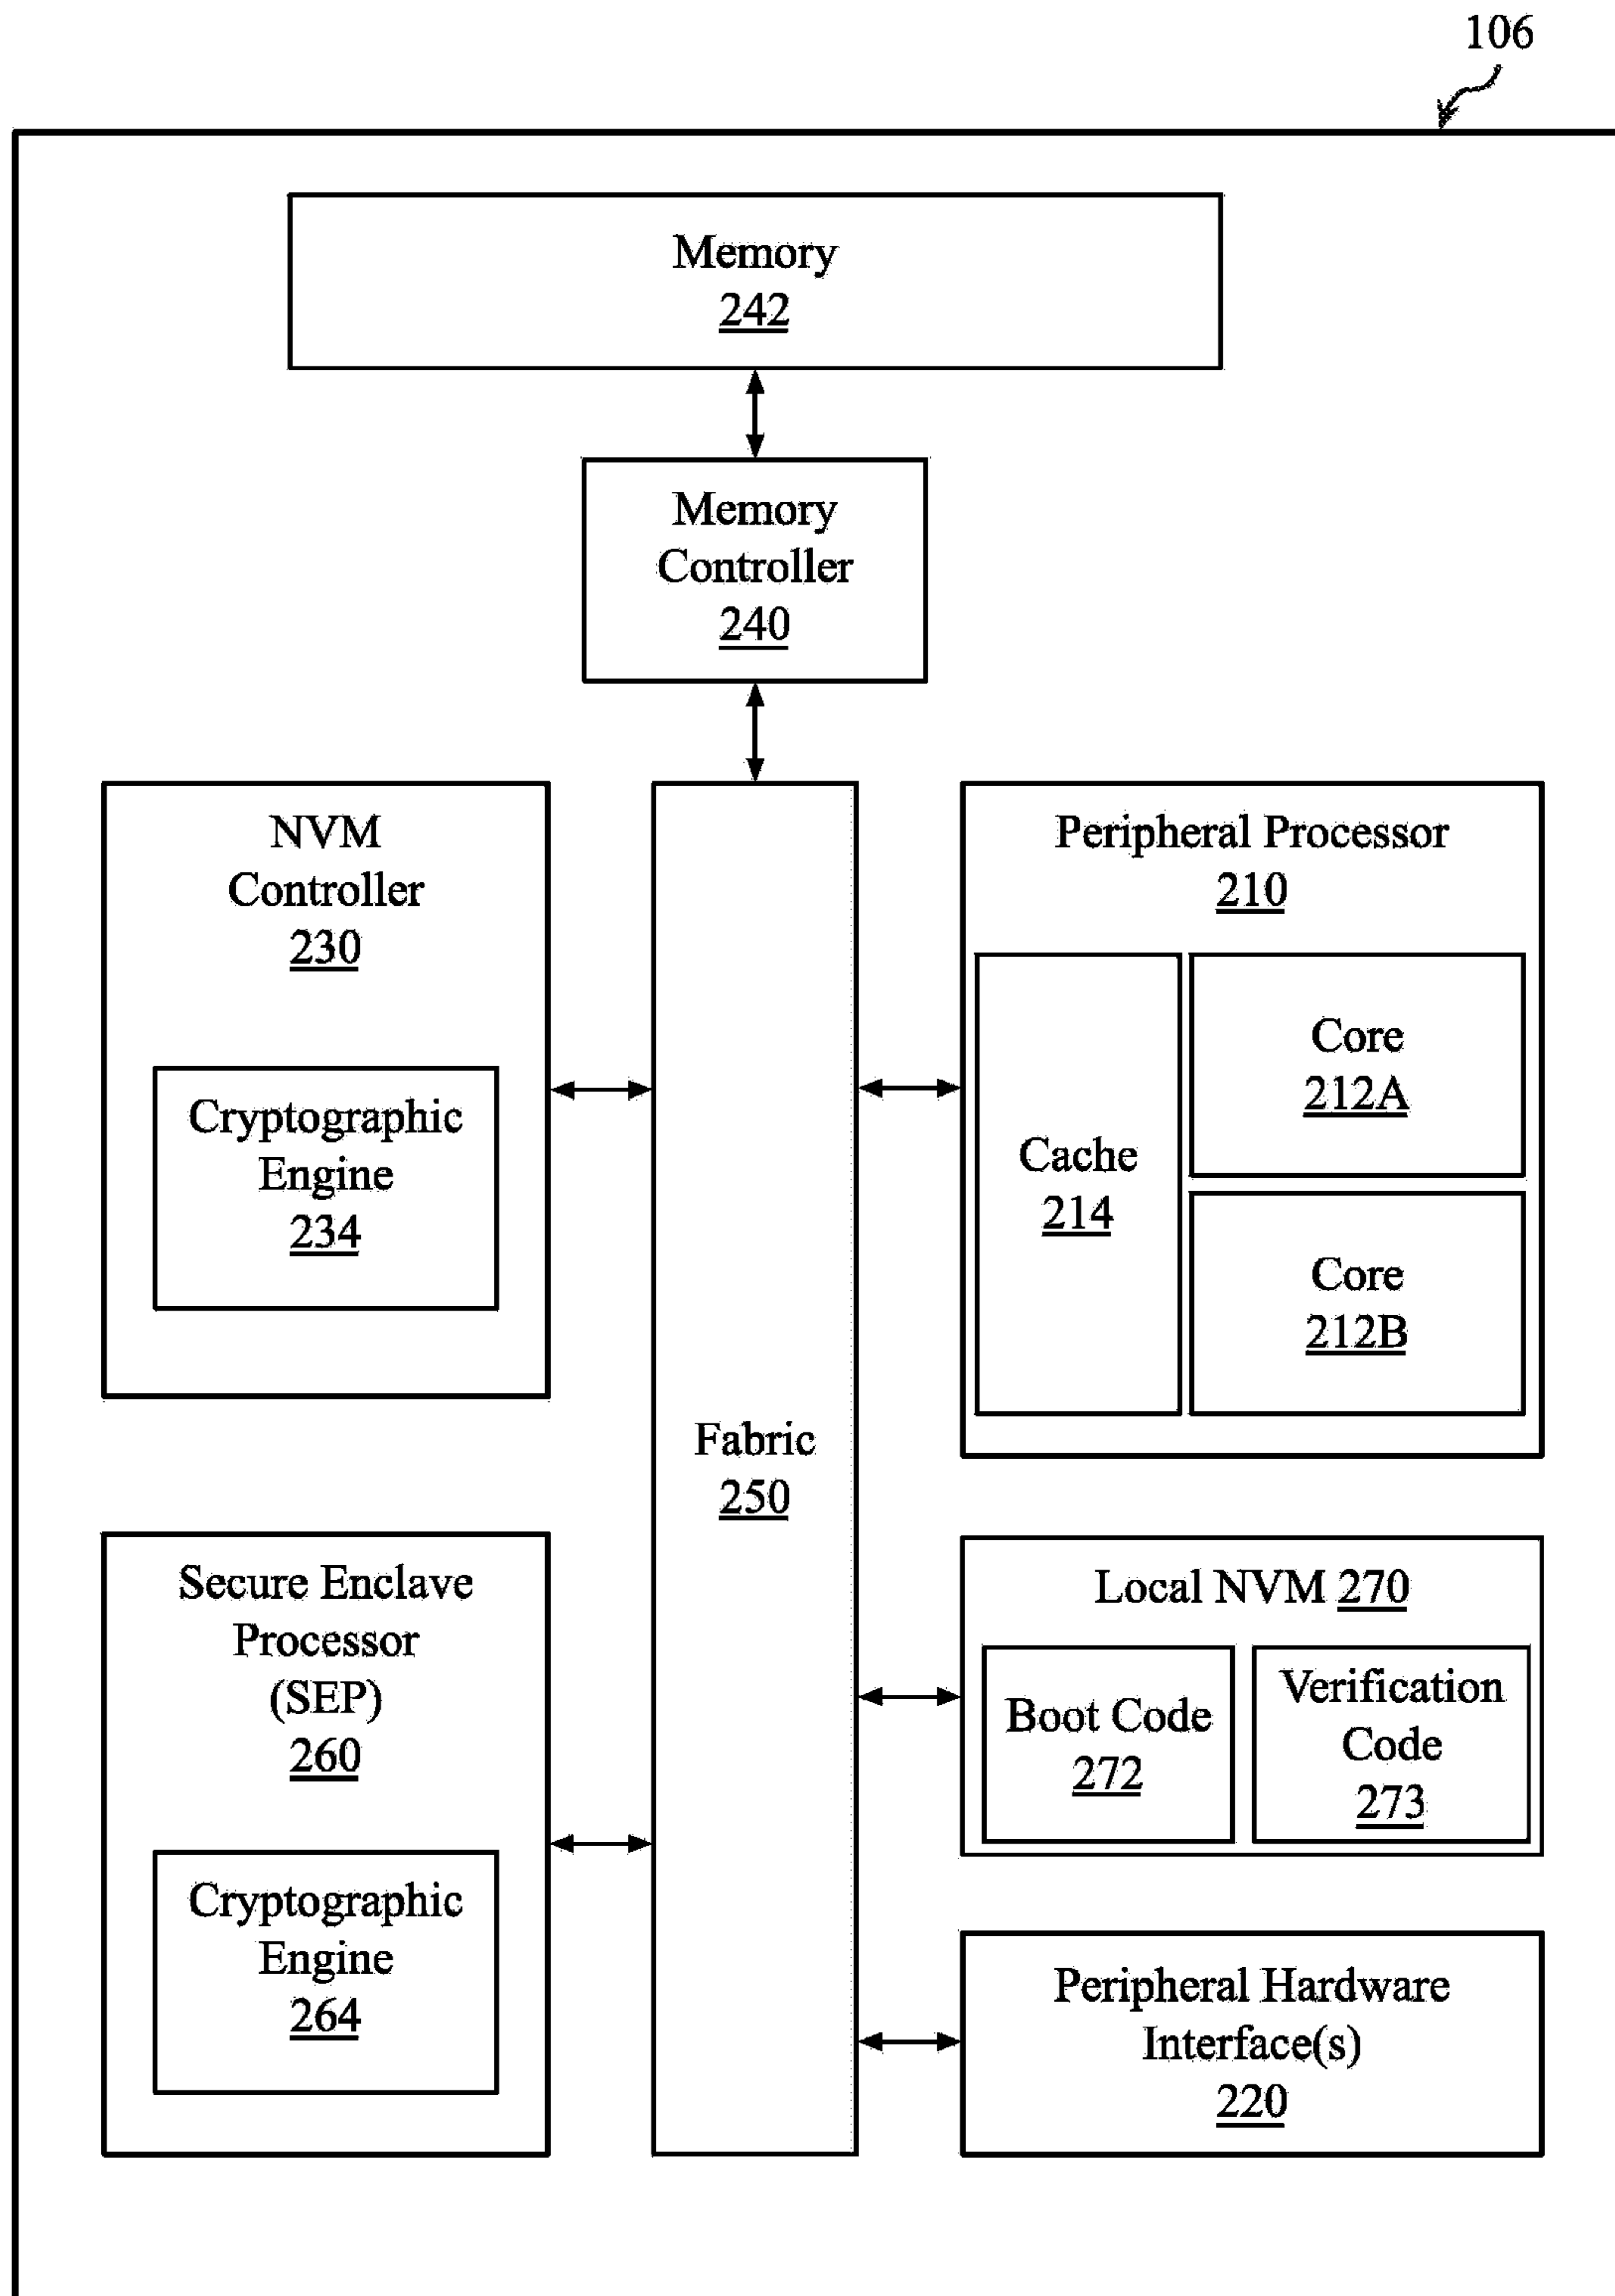 106
Memory
242
Memory
Controller
240
NVM
Controller
230
Cryptographic
Engine
234
Peripheral Processor
210
Cache
214
Core
212A
Core
212B
Fabric
250
Secure Enclave
Processor
(SEP)
260
Cryptographic
Engine
264
Local NVM 270
Boot Code
272
Verification
Code
273
Peripheral Hardware
Interface(s)
220